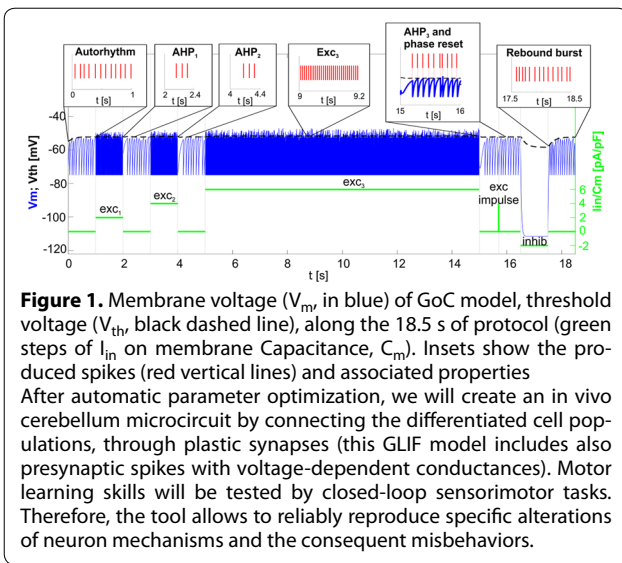 Autorhythm
0 1
t [s]
AHP1
2 2.4
t [s]
AHP2
4 4.4
t [s]
Exc3
9 9.2
t [s]
AHP3 and
phase reset
15 16
t [s]
Rebound burst
17.5 18.5
t [s]
Vm; Vth [mV]
-40
-60
-80
-100
-120
exc1
exc2
exc3
exc
impulse
inhib
Iin/Cm [pA/pF]
6
4
2
0
-2
0 2 4 6 8 10 12 14 16 18
t [s]
Figure 1. Membrane voltage (Vm, in blue) of GoC model, threshold
voltage (Vth, black dashed line), along the 18.5 s of protocol (green
steps of Iin on membrane Capacitance, Cm). Insets show the pro-
duced spikes (red vertical lines) and associated properties
After automatic parameter optimization, we will create an in vivo
cerebellum microcircuit by connecting the differentiated cell pop-
ulations, through plastic synapses (this GLIF model includes also
presynaptic spikes with voltage-dependent conductances). Motor
learning skills will be tested by closed-loop sensorimotor tasks.
Therefore, the tool allows to reliably reproduce specific alterations
of neuron mechanisms and the consequent misbehaviors.